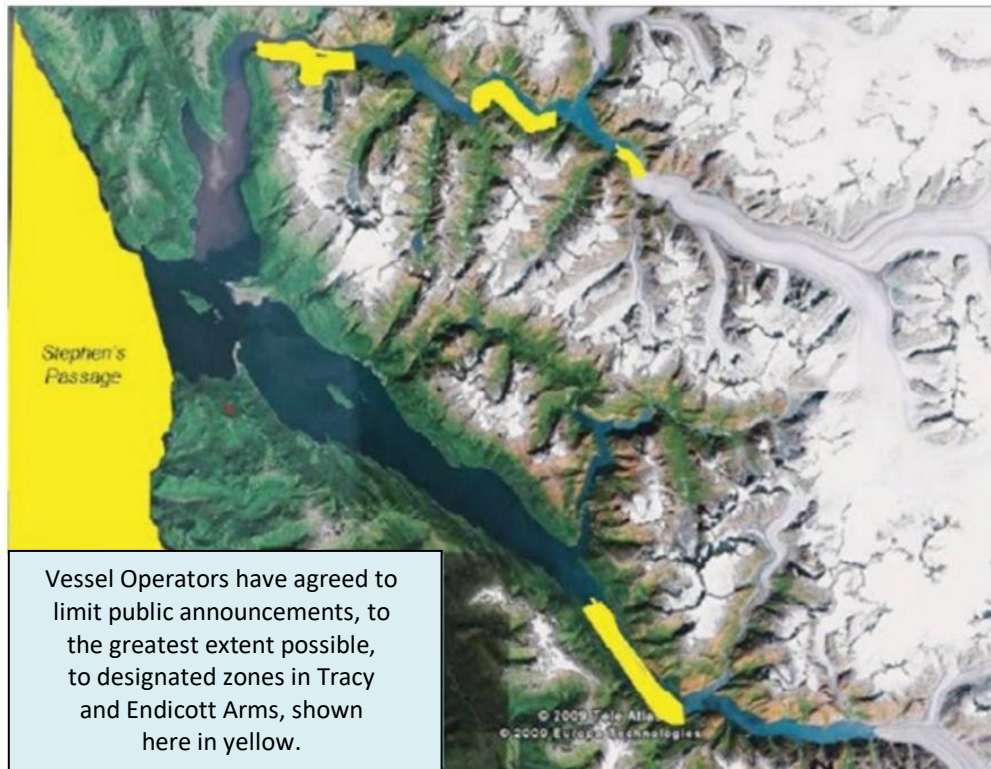 Stephen's
Passage
Vessel Operators have agreed to
limit public announcements, to
the greatest extent possible,
to designated zones in Tracy
and Endicott Arms, shown
here in yellow.
© 2009 Tele Atlas
© 2009 Europa Technologies